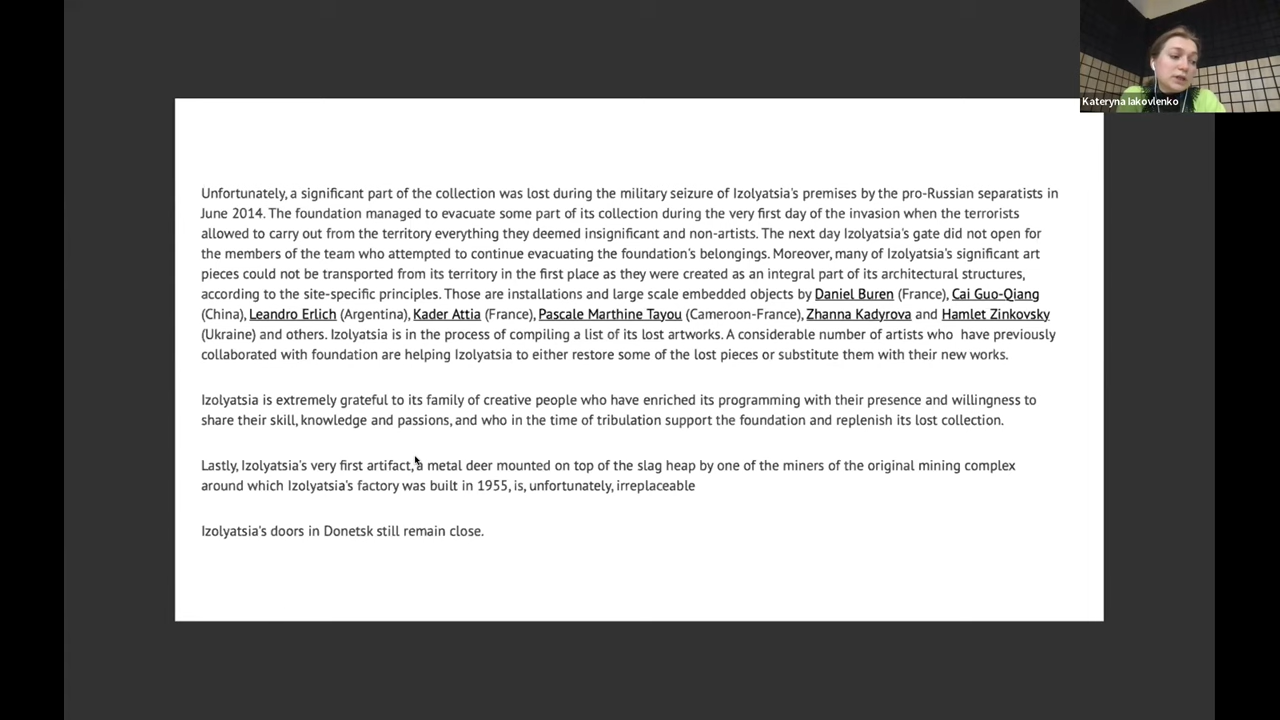 Kateryna Iakovlenko
Unfortunately, a significant part of the collection was lost during the military seizure of Izolyatsia's premises by the pro-Russian separatists in
June 2014. The foundation managed to evacuate some part of its collection during the very first day of the invasion when the terrorists
allowed to carry out from the territory everything they deemed insignificant and non-artists. The next day Izolyatsia's gate did not open for
the members of the team who attempted to continue evacuating the foundation's belongings. Moreover, many of Izolyatsia's significant art
pieces could not be transported from its territory in the first place as they were created as an integral part of its architectural structures,
according to the site-specific principles. Those are installations and large scale embedded objects by Daniel Buren (France), Cai Guo-Qiang
(China), Leandro Erlich (Argentina), Kader Attia (France), Pascale Marthine Tayou (Cameroon-France), Zhanna Kadyrova and Hamlet Zinkovsky
(Ukraine) and others. Izolyatsia is in the process of compiling a list of its lost artworks. A considerable number of artists who have previously
collaborated with foundation are helping Izolyatsia to either restore some of the lost pieces or substitute them with their new works.
Izolyatsia is extremely grateful to its family of creative people who have enriched its programming with their presence and willingness to
share their skill, knowledge and passions, and who in the time of tribulation support the foundation and replenish its lost collection.
Lastly, Izolyatsia's very first artifact, a metal deer mounted on top of the slag heap by one of the miners of the original mining complex
around which Izolyatsia's factory was built in 1955, is, unfortunately, irreplaceable
Izolyatsia's doors in Donetsk still remain close.